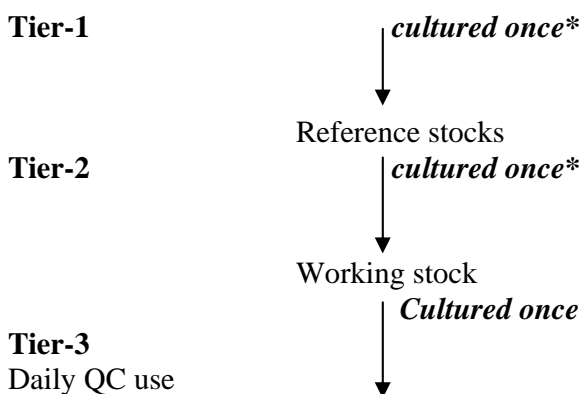 Tier-1 cultured once*
Reference stocks
Tier-2 cultured once*
Working stock
Cultured once
Tier-3
Daily QC use